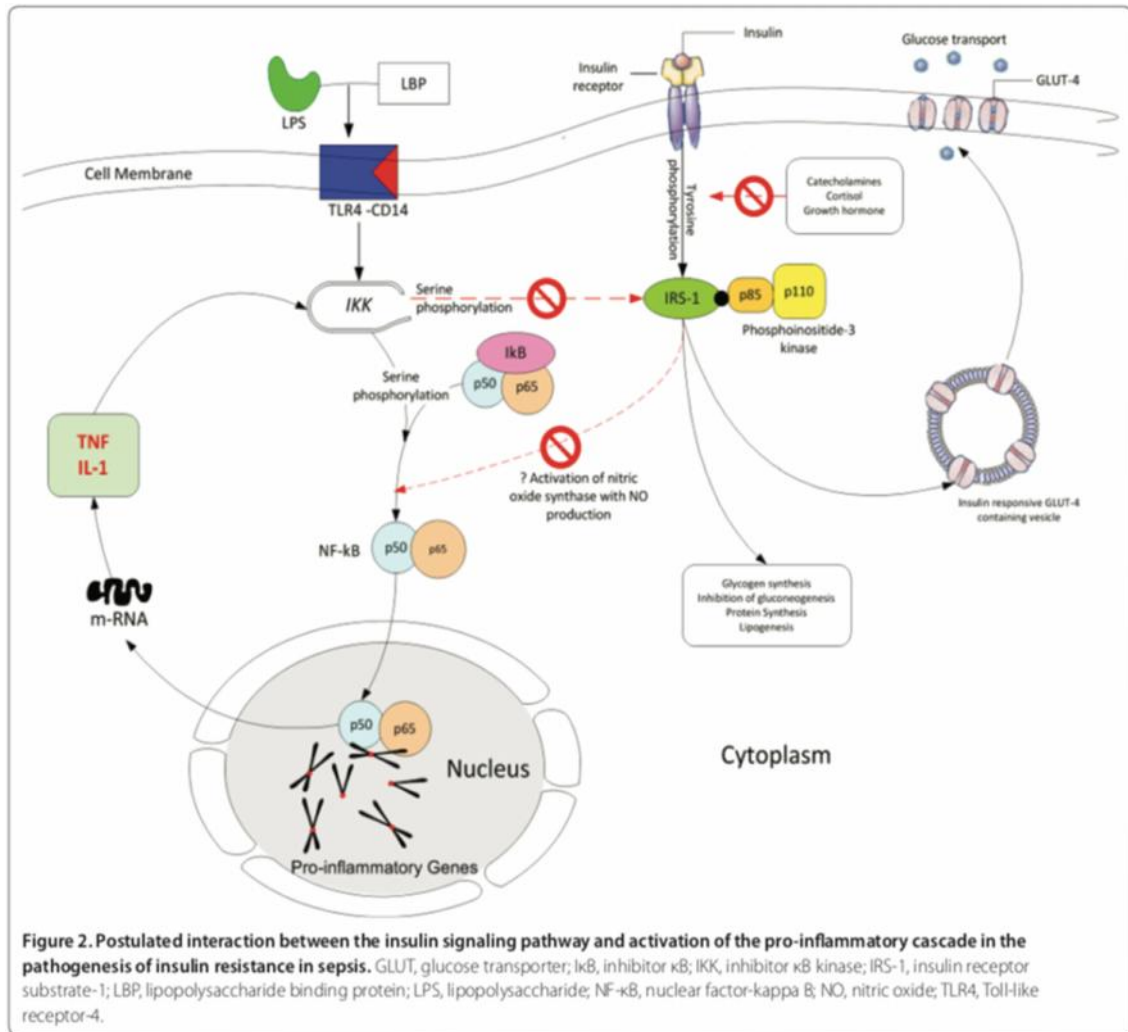 Insulin
Glucose transport
LBP
Insulin
receptor
GLUT-4
LPS
Cell Membrane
TLR4 -CD14
Tyrosine
phosphorylation
Catecholamines
Cortisol
Growth hormone
IKK
Serine
phosphorylation
IRS-1
p85
p110
Phosphoinositide-3
kinase
IkB
p50
p65
Serine
phosphorylation
TNF
IL-1
? Activation of nitric
oxide synthase with NO
production
Insulin responsive GLUT-4
containing vesicle
NF-kB
p50
p65
Glycogen synthesis
Inhibition of gluconeogenesis
Protein Synthesis
Lipogenesis
m-RNA
p50
p65
Nucleus
Cytoplasm
Pro-inflammatory Genes
Figure 2. Postulated interaction between the insulin signaling pathway and activation of the pro-inflammatory cascade in the
pathogenesis of insulin resistance in sepsis. GLUT, glucose transporter; IκB, inhibitor κB; IKK, inhibitor κB kinase; IRS-1, insulin receptor
substrate-1; LBP, lipopolysaccharide binding protein; LPS, lipopolysaccharide; NF-κB, nuclear factor-kappa B; NO, nitric oxide; TLR4, Toll-like
receptor-4.